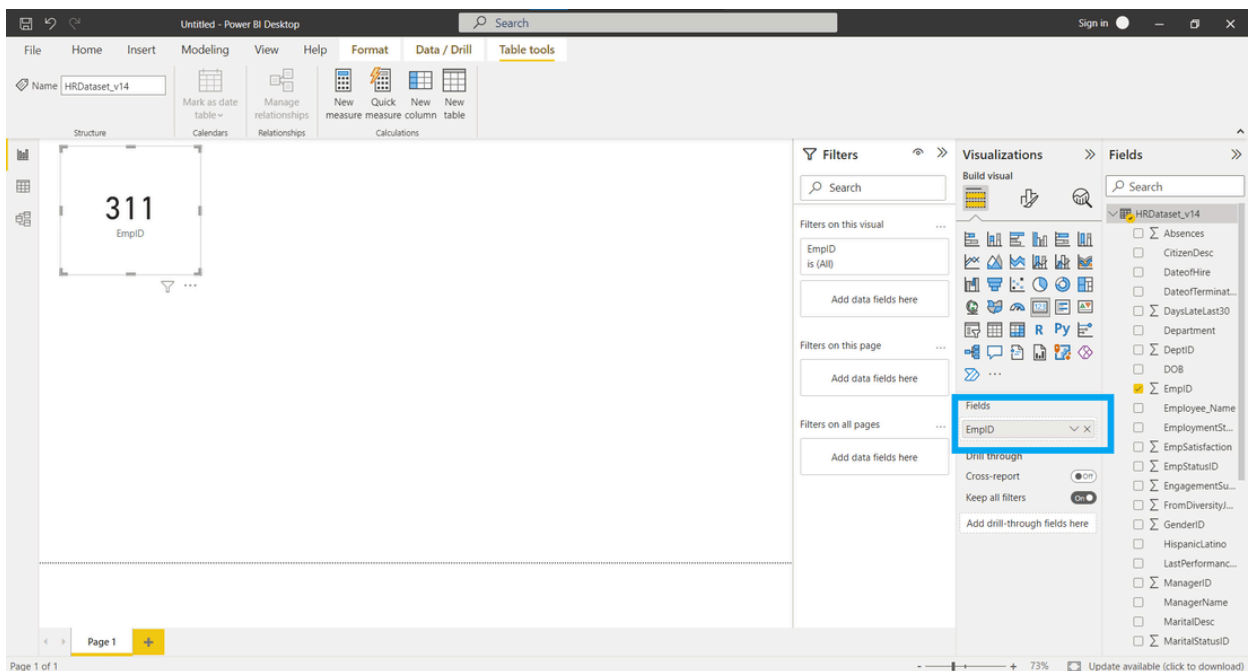 Untitled - Power BI Desktop
Search
Sign in
File Home Insert Modeling View Help Format Data / Drill Table tools
Name HRDataset_v14
Mark as date table
Manage relationships
New measure
Quick measure
New column
New table
Structure
Calendars
Relationships
Calculations
311
EmpID
Filters
Search
Filters on this visual
...
EmpID
is (All)
Add data fields here
Filters on this page
...
Add data fields here
Filters on all pages
...
Add data fields here
Visualizations
Build visual
123
R Py
...
Fields
EmpID
Drill through
Cross-report
Off
Keep all filters
On
Add drill-through fields here
Fields
Search
HRDataset_v14
Absences
CitizenDesc
DateofHire
DateofTerminat...
DaysLateLast30
Department
DeptID
DOB
EmpID
Employee_Name
EmploymentSt...
EmpSatisfaction
EmpStatusID
EngagementSu...
FromDiversityJ...
GenderID
HispanicLatino
LastPerformanc...
ManagerID
ManagerName
MaritalDesc
MaritalStatusID
Page 1
Page 1 of 1
73%
Update available (click to download)